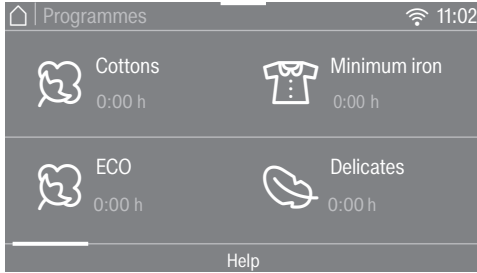 Programmes
11:02
Cottons
0:00 h
Minimum iron
0:00 h
ECO
0:00 h
Delicates
0:00 h
Help